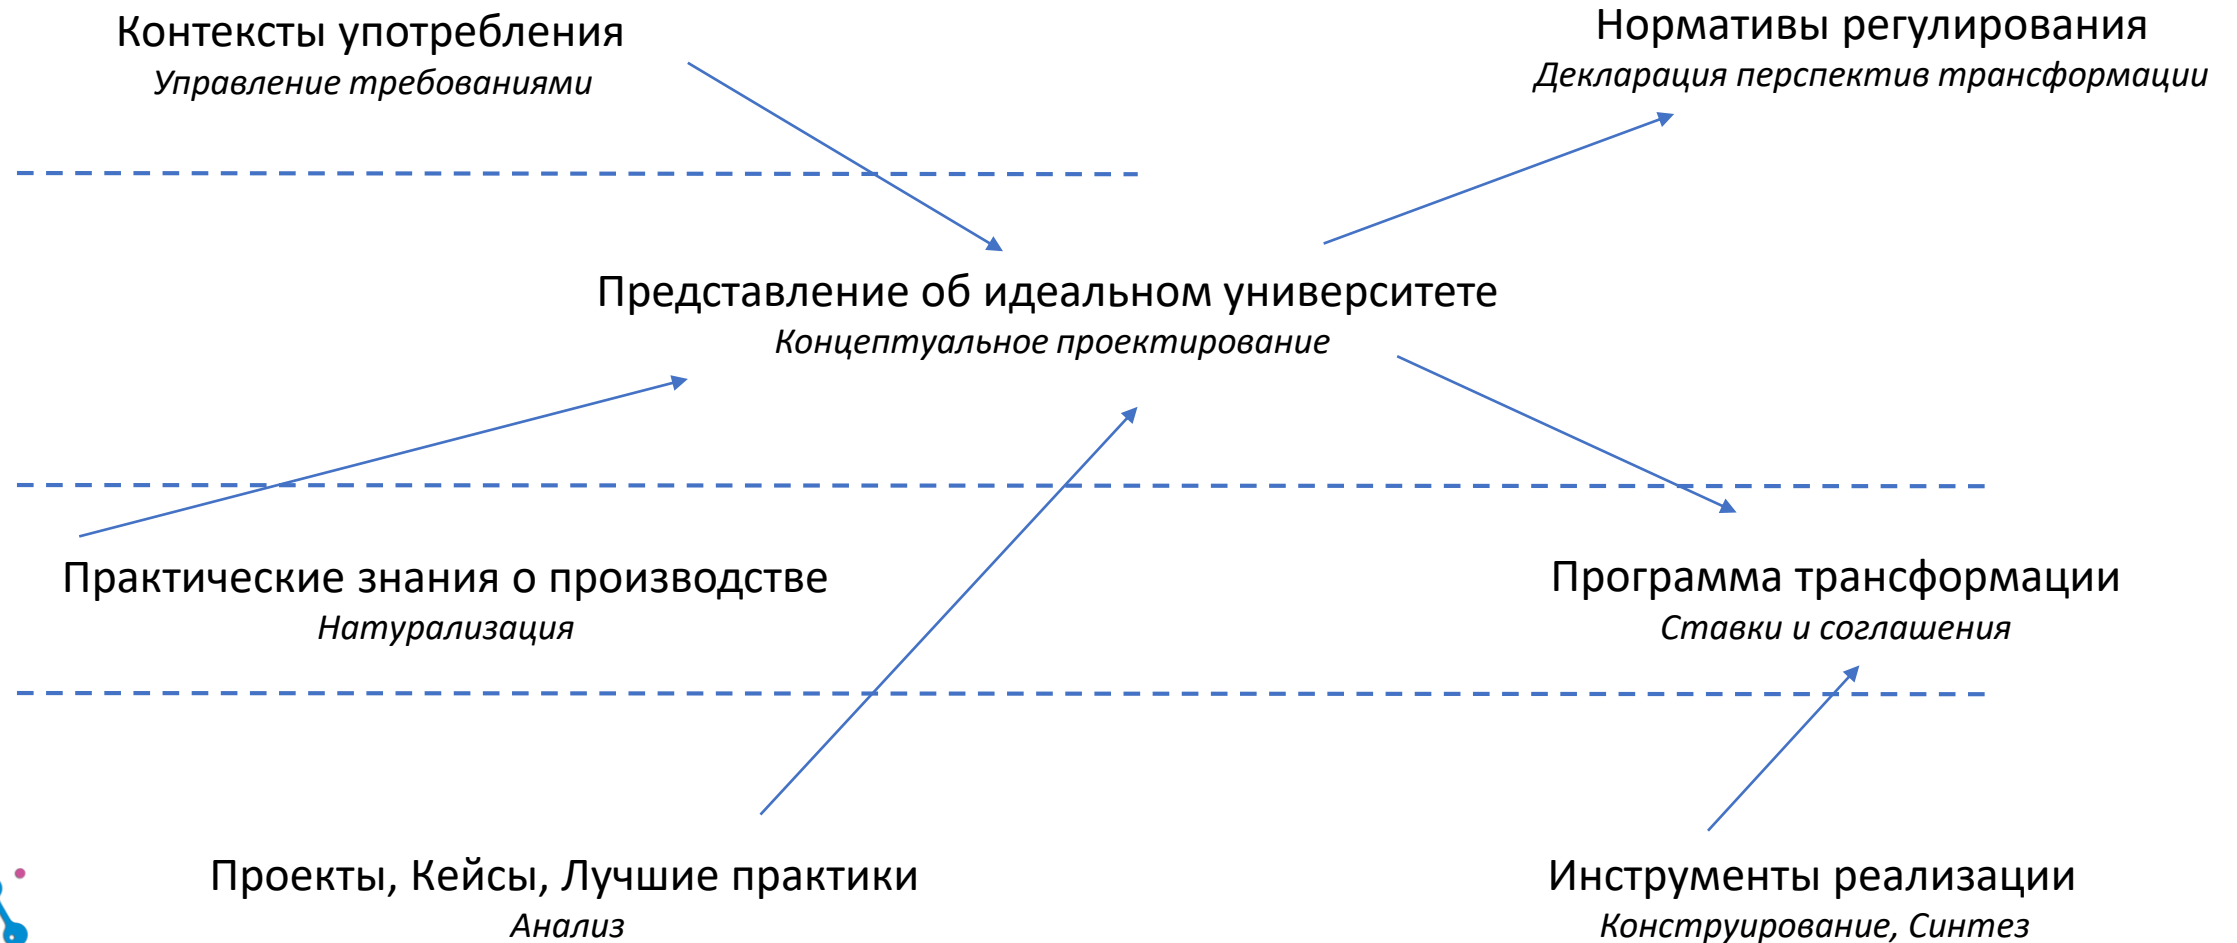 Контексты употребления
Управление требованиями
Нормативы регулирования
Декларация перспектив трансформации
Представление об идеальном университете
Концептуальное проектирование
Практические знания о производстве
Натурализация
Программа трансформации
Ставки и соглашения
Проекты, Кейсы, Лучшие практики
Анализ
Инструменты реализации
Конструирование, Синтез